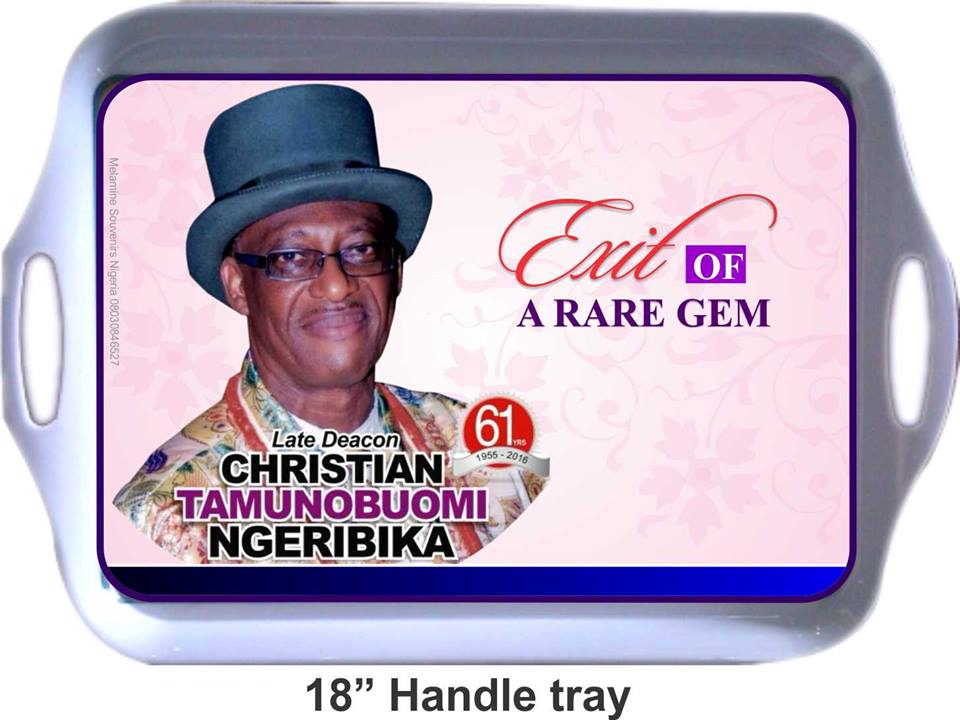 Melamine Souvenirs Nigeria 08030846527
Exit OF
A RARE GEM
61 YRS
1955 - 2016
Late Deacon
CHRISTIAN
TAMUNOBUOMI
NGERIBIKA
18” Handle tray